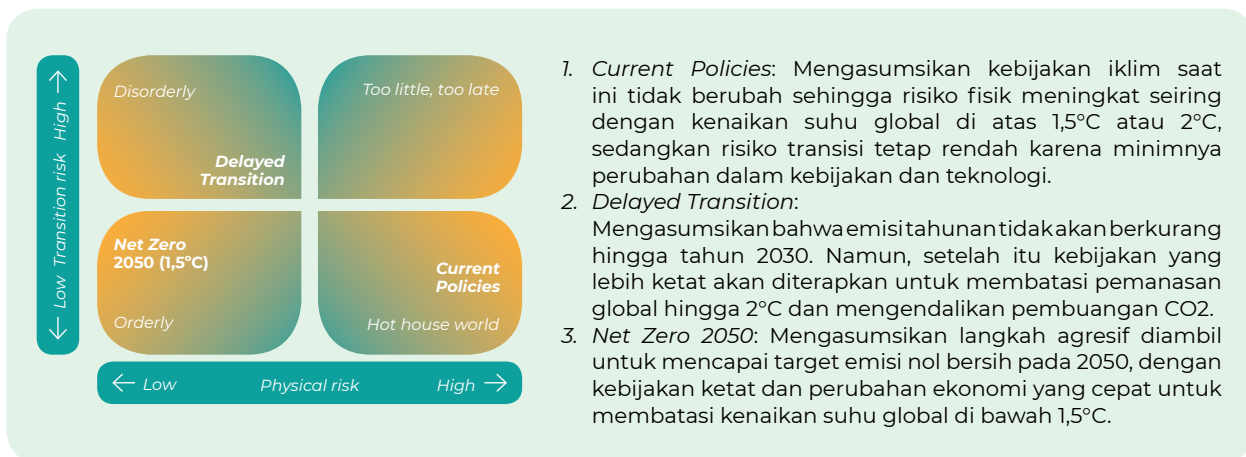 ← Low Transition risk High →
Disorderly
Delayed
Transition
Too little, too late
Net Zero
2050 (1,5°C)
Orderly
Current
Policies
Hot house world
← Low Physical risk High →
1. Current Policies: Mengasumsikan kebijakan iklim saat
ini tidak berubah sehingga risiko fisik meningkat seiring
dengan kenaikan suhu global di atas 1,5°C atau 2°C,
sedangkan risiko transisi tetap rendah karena minimnya
perubahan dalam kebijakan dan teknologi.
2. Delayed Transition:
Mengasumsikan bahwa emisi tahunan tidak akan berkurang
hingga tahun 2030. Namun, setelah itu kebijakan yang
lebih ketat akan diterapkan untuk membatasi pemanasan
global hingga 2°C dan mengendalikan pembuangan CO2.
3. Net Zero 2050: Mengasumsikan langkah agresif diambil
untuk mencapai target emisi nol bersih pada 2050, dengan
kebijakan ketat dan perubahan ekonomi yang cepat untuk
membatasi kenaikan suhu global di bawah 1,5°C.